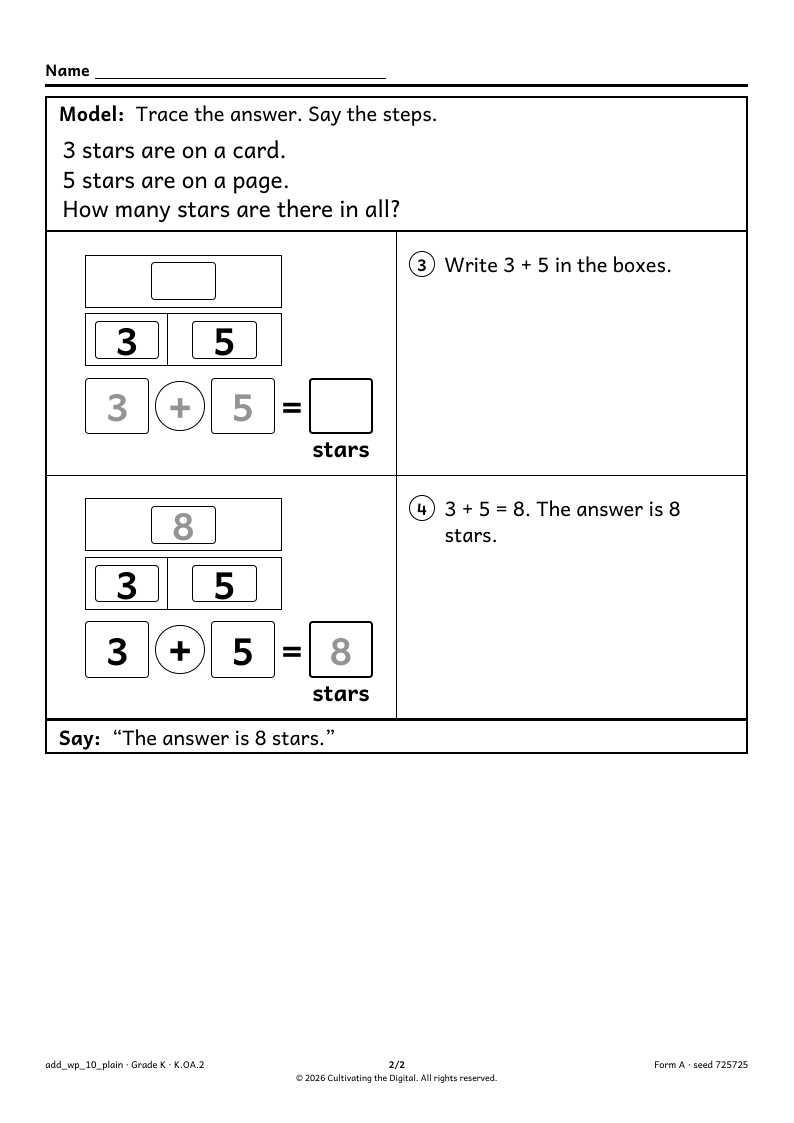 Name
Model: Trace the answer. Say the steps.
3 stars are on a card.
5 stars are on a page.
How many stars are there in all?
3 5
3 + 5 =
stars
3 Write 3 + 5 in the boxes.
8
3 5
3 + 5 = 8
stars
4 3 + 5 = 8. The answer is 8
stars.
Say: “The answer is 8 stars.”
add_wp_10_plain · Grade K · K.OA.2 2/2 Form A · seed 725725
© 2026 Cultivating the Digital. All rights reserved.